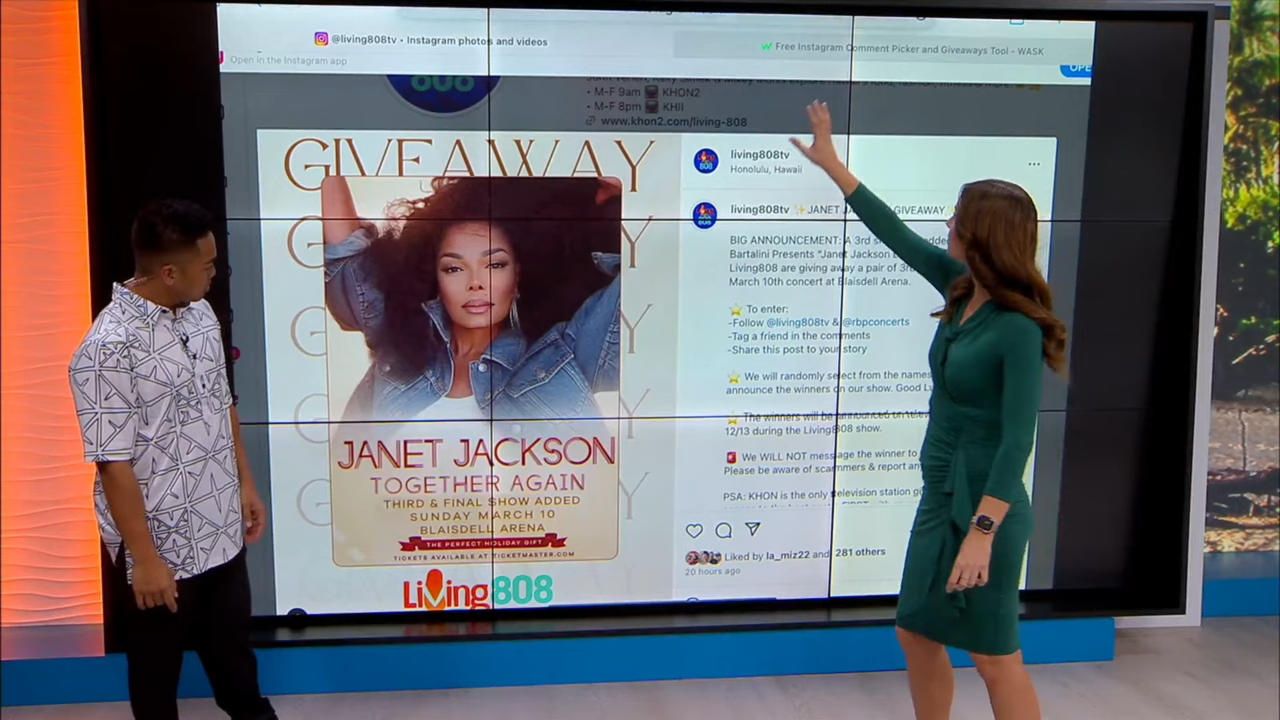 @living808tv • Instagram photos and videos
Free Instagram Comment Picker and Giveaways Tool - WASK
Open in the Instagram app
OPE
808
• M-F 9am KHON2
• M-F 8pm KHII
www.khon2.com/living-808
GIVEAWAY
JANET JACKSON
TOGETHER AGAIN
THIRD & FINAL SHOW ADDED
SUNDAY MARCH 10
BLAISDELL ARENA
THE PERFECT HOLIDAY GIFT
TICKETS AVAILABLE AT TICKETMASTER.COM
Living808
living808tv
Honolulu, Hawaii
living808tv ✨JANET GIVEAWAY
BIG ANNOUNCEMENT: A 3rd
Bartalini Presents "Janet Jackson
Living808 are giving away a pair of 3rd
March 10th concert at Blaisdell Arena.
⭐ To enter:
-Follow @living808tv & @rbpconcerts
-Tag a friend in the comments
-Share this post to your story
⭐ We will randomly select from the names
announce the winners on our show. Good
⭐ The winners will be announced on
12/13 during the Living808 show.
🚨 We WILL NOT message the winner to
Please be aware of scammers & report
PSA: KHON is the only television station
Liked by la_miz22 and 281 others
20 hours ago